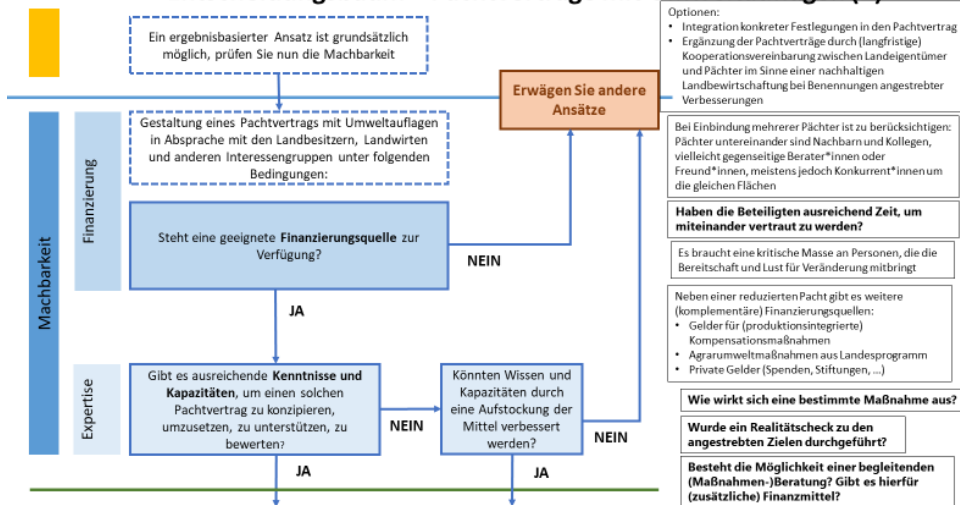 Ein ergebnisbasierter Ansatz ist grundsätzlich
möglich, prüfen Sie nun die Machbarkeit
Erwägen Sie andere
Ansätze
Gestaltung eines Pachtvertrags mit Umweltauflagen
in Absprache mit den Landbesitzern, Landwirten
und anderen Interessengruppen unter folgenden
Bedingungen:
Machbarkeit
Finanzierung
Steht eine geeignete Finanzierungsquelle zur
Verfügung?
NEIN
JA
Expertise
Gibt es ausreichende Kenntnisse und
Kapazitäten, um einen solchen
Pachtvertrag zu konzipieren,
umzusetzen, zu unterstützen, zu
bewerten?
NEIN
JA
Könnten Wissen und
Kapazitäten durch
eine Aufstockung der
Mittel verbessert
werden?
NEIN
JA
Optionen:
• Integration konkreter Festlegungen in den Pachtvertrag
• Ergänzung der Pachtverträge durch (langfristige)
Kooperationsvereinbarung zwischen Landeigentümer
und Pächter im Sinne einer nachhaltigen
Landbewirtschaftung bei Benennungen angestrebter
Verbesserungen
Bei Einbindung mehrerer Pächter ist zu berücksichtigen:
Pächter untereinander sind Nachbarn und Kollegen,
vielleicht gegenseitige Berater*innen oder
Freund*innen, meistens jedoch Konkurrent*innen um
die gleichen Flächen
Haben die Beteiligten ausreichend Zeit, um
miteinander vertraut zu werden?
Es braucht eine kritische Masse an Personen, die die
Bereitschaft und Lust für Veränderung mitbringt
Neben einer reduzierten Pacht gibt es weitere
(komplementäre) Finanzierungsquellen:
• Gelder für (produktionsintegrierte)
Kompensationsmaßnahmen
• Agrarumweltmaßnahmen aus Landesprogramm
• Private Gelder (Spenden, Stiftungen, ...)
Wie wirkt sich eine bestimmte Maßnahme aus?
Wurde ein Realitätscheck zu den
angestrebten Zielen durchgeführt?
Besteht die Möglichkeit einer begleitenden
(Maßnahmen-)Beratung? Gibt es hierfür
(zusätzliche) Finanzmittel?